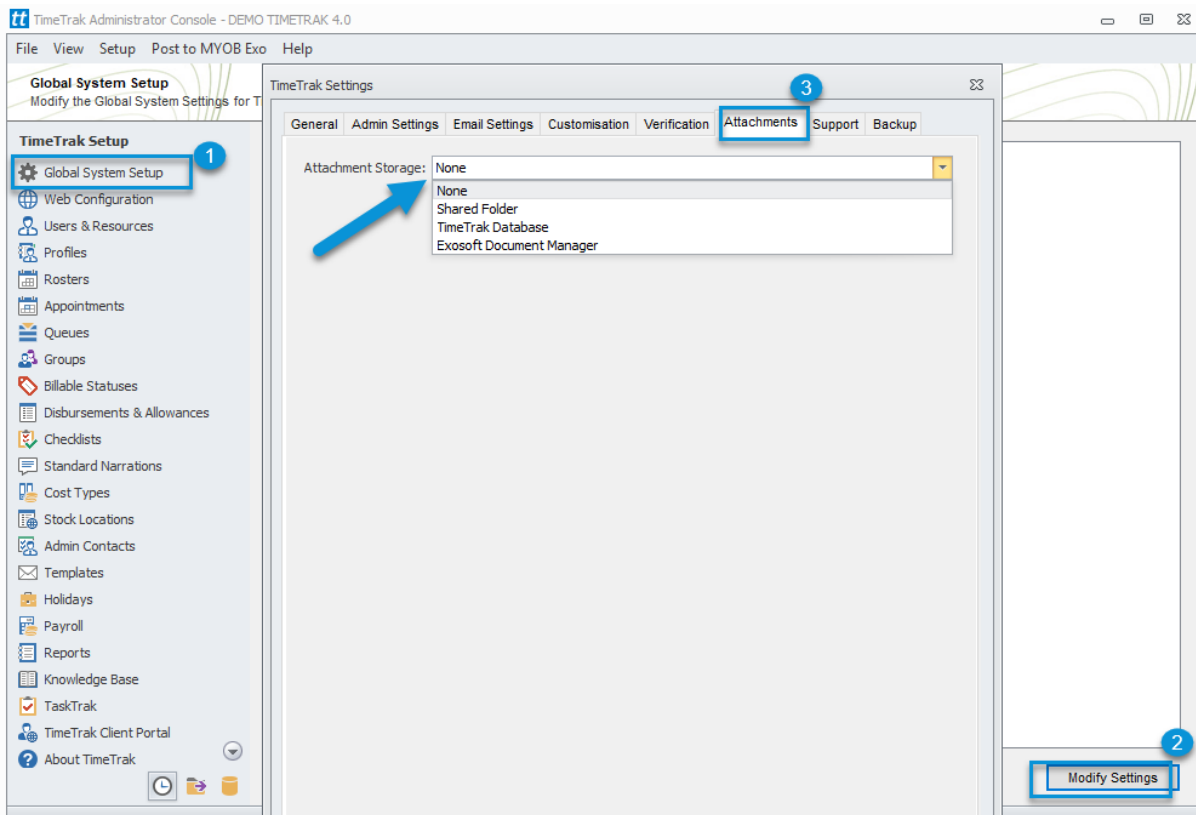 tt TimeTrak Administrator Console - DEMO TIMETRAK 4.0
File View Setup Post to MYOB Exo Help
Global System Setup
Modify the Global System Settings for T
TimeTrak Settings
3
General Admin Settings Email Settings Customisation Verification Attachments Support Backup
TimeTrak Setup
1
Global System Setup
Web Configuration
Users & Resources
Profiles
Rosters
Appointments
Queues
Groups
Billable Statuses
Disbursements & Allowances
Checklists
Standard Narrations
Cost Types
Stock Locations
Admin Contacts
Templates
Holidays
Payroll
Reports
Knowledge Base
TaskTrak
TimeTrak Client Portal
About TimeTrak
Attachment Storage: None
None
Shared Folder
TimeTrak Database
Exosoft Document Manager
2
Modify Settings